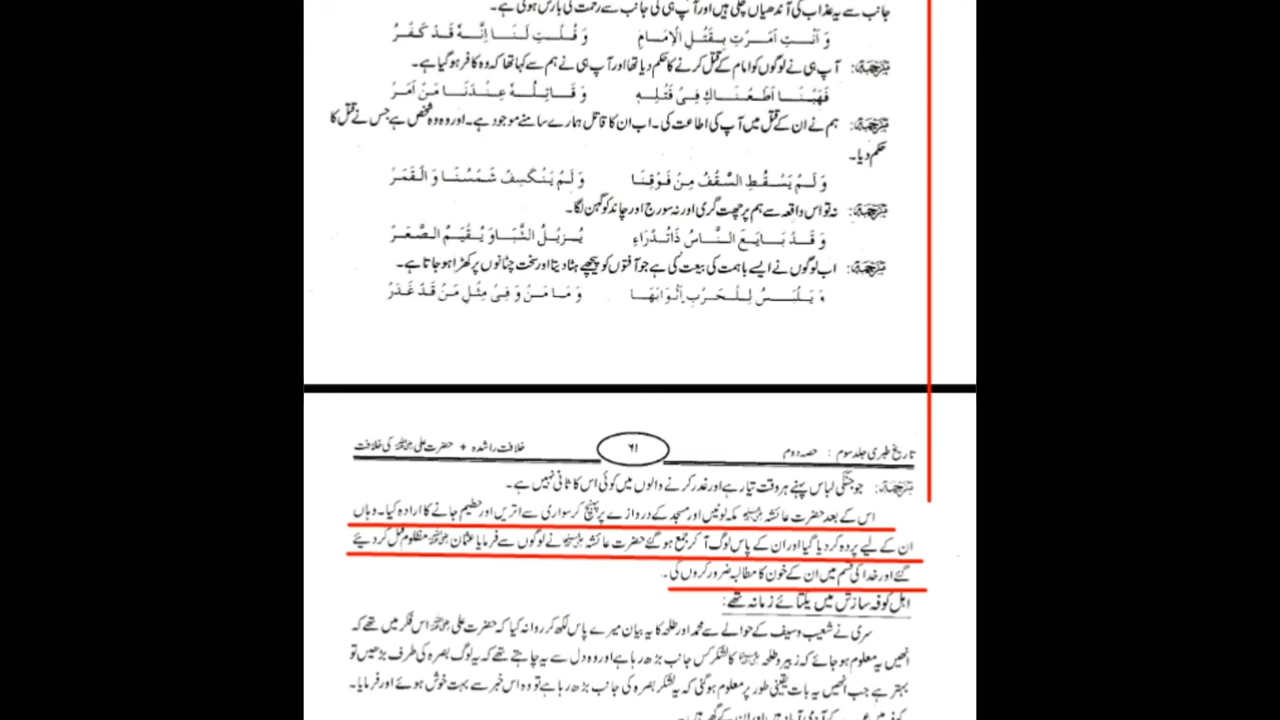 جانب سے یہ عذاب کی آندھیاں چلی ہیں اور آپ ہی کی جانب سے رحمت کی بارش ہوئی ہے۔
وَ اَنْتِ اَمَرْتِ بِقَتْلِ الْاِمَامِ وَ قُلْتِ لَنَا اِنَّهٗ قَدْ كَفَرْ
ترجمہ: آپ ہی نے لوگوں کو امام کے قتل کرنے کا حکم دیا تھا اور آپ ہی نے ہم سے کہا تھا کہ وہ کافر ہو گیا ہے۔
فَهَبْنَا اَطَعْنَاكِ فِیْ قَتْلِهٖ وَ قَاتِلُهٗ عِنْدَنَا مَنْ اَمَرْ
ترجمہ: ہم نے ان کے قتل میں آپ کی اطاعت کی۔ اب ان کا قاتل ہمارے سامنے موجود ہے۔ اور وہ وہ شخص ہے جس نے قتل کا
حکم دیا۔
وَ لَمْ يَسْقُطِ السَّقْفُ مِنْ فَوْقِنَا وَ لَمْ يَنْكَسِفْ شَمْسُنَا وَ الْقَمَرْ
ترجمہ: نہ تو اس واقعہ سے ہم پر چھت گری اور نہ سورج اور چاند کو گہن لگا۔
وَ قَدْ بَايَعَ النَّاسُ ذَاتُدْرَاءِ يُزِيْلُ الشَّبَا وَ يُقِيْمُ الصَّعَرْ
ترجمہ: اب لوگوں نے ایسے باہمت کی بیعت کی ہے جو آفتوں کو پیچھے ہٹا دیتا اور سخت چٹانوں پر کھڑا ہو جاتا ہے۔
وَ يَلْبَسُ لِلْحَرْبِ اَثْوَابَهَا وَ مَا مَنْ وَفٰی مِثْلِ مَنْ قَدْ غَدَرْ
تاریخ طبری جلد سوم : حصہ دوم ۶۱ خلافت راشدہ + حضرت علی رضی اللہ عنہ کی خلافت
ترجمہ: جو جنگی لباس پہنے ہر وقت تیار ہے اور غدر کرنے والوں میں کوئی اس کا ثانی نہیں ہے۔
اس کے بعد حضرت عائشہ رضی اللہ عنہا مکہ لوٹیں اور مسجد کے دروازے پر پہنچ کر سواری سے اتریں اور حطیم جانے کا ارادہ کیا۔ وہاں
ان کے لیے پردہ کر دیا گیا اور ان کے پاس لوگ آ کر جمع ہو گئے حضرت عائشہ رضی اللہ عنہا نے لوگوں سے فرمایا عثمان رضی اللہ عنہ مظلوم قتل کر دیئے
گئے اور خدا کی قسم میں ان کے خون کا مطالبہ ضرور کروں گی۔
اہل کوفہ سازش میں یکتائے زمانہ تھے:
سری نے شعیب و سیف کے حوالے سے محمد اور طلحہ کا یہ بیان میرے پاس لکھ کر روانہ کیا کہ حضرت علی رضی اللہ عنہ اس فکر میں تھے کہ
انھیں یہ معلوم ہو جائے کہ زبیر و طلحہ رضی اللہ عنہما کا لشکر کس جانب بڑھ رہا ہے اور وہ دل سے یہ چاہتے تھے کہ یہ لوگ بصرہ کی طرف بڑھیں تو
بہتر ہے جب انھیں یہ بات یقینی طور پر معلوم ہو گئی کہ یہ لشکر بصرہ کی جانب بڑھ رہا ہے تو وہ اس خبر سے بہت خوش ہوئے اور فرمایا۔